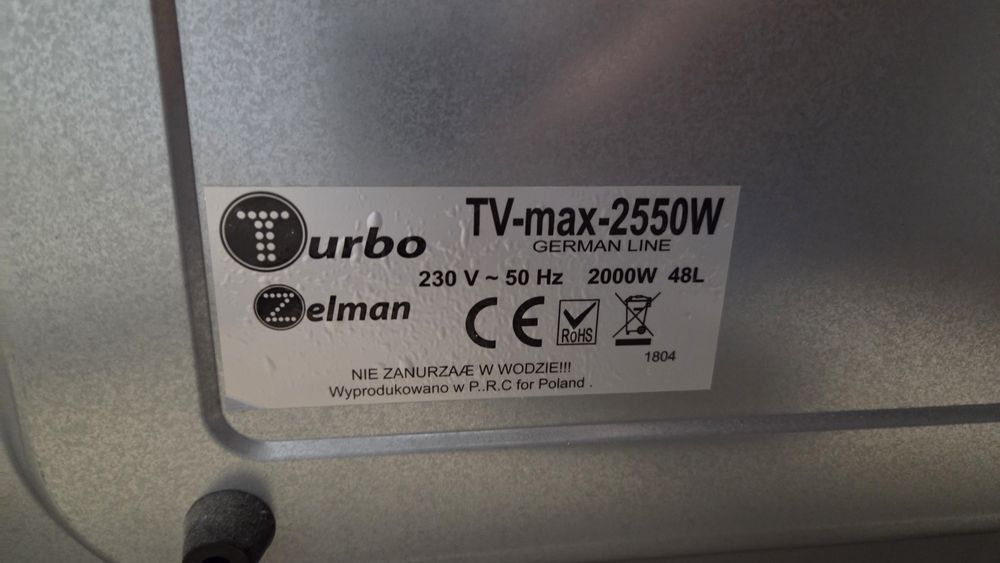 Turbo
TV-max-2550W
GERMAN LINE
230 V ~ 50 Hz 2000W 48L
Zelman
CE RoHS
1804
NIE ZANURZAÆ W WODZIE!!!
Wyprodukowano w P..R.C for Poland .